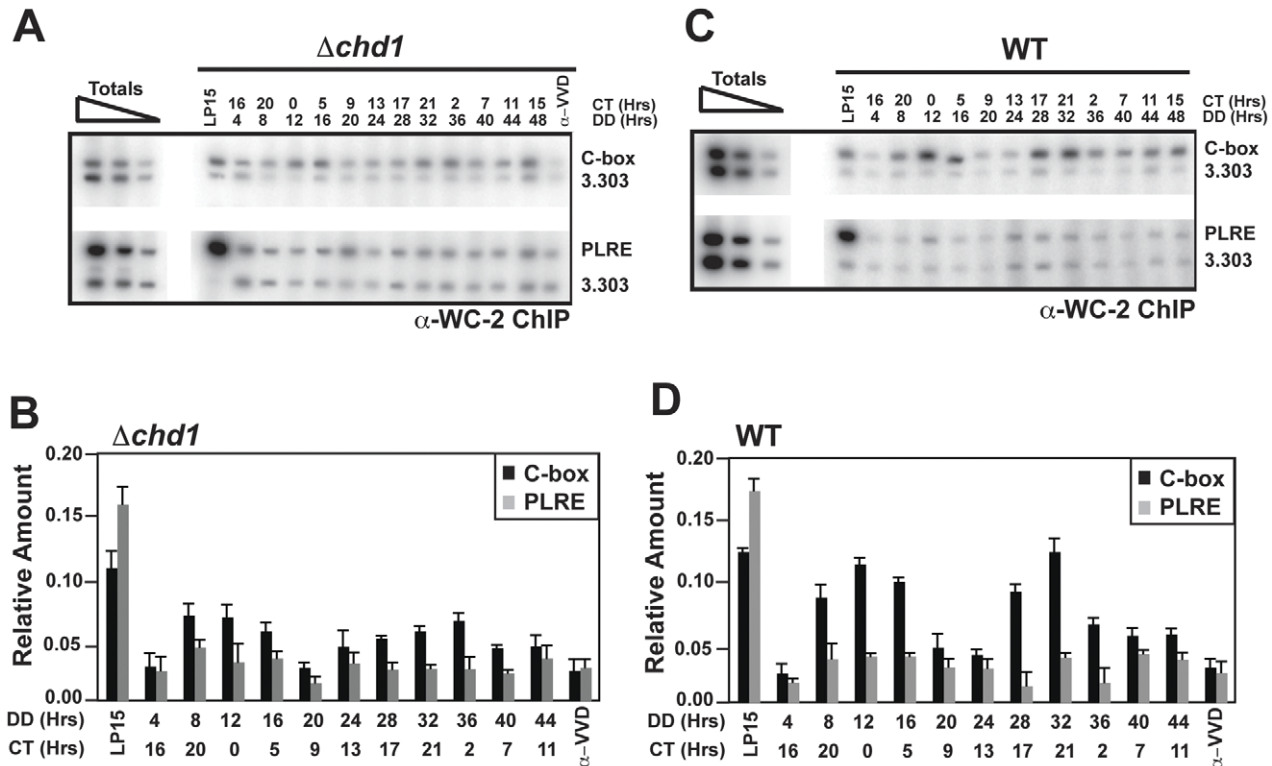 A
Δchd1
Totals
LP15 16 20 0 5 9 13 17 21 2 7 11 15 α-VVD CT (Hrs)
4 8 12 16 20 24 28 32 36 40 44 48 DD (Hrs)
C-box
3.303
PLRE
3.303
α-WC-2 ChIP
C
WT
Totals
LP15 16 20 0 5 9 13 17 21 2 7 11 15 CT (Hrs)
4 8 12 16 20 24 28 32 36 40 44 48 DD (Hrs)
C-box
3.303
PLRE
3.303
α-WC-2 ChIP
B
Δchd1
Relative Amount
0.20
0.15
0.10
0.05
0.00
C-box
PLRE
DD (Hrs) LP15 4 8 12 16 20 24 28 32 36 40 44 α-VVD
CT (Hrs) 16 20 0 5 9 13 17 21 2 7 11
D
WT
Relative Amount
0.20
0.15
0.10
0.05
0.00
C-box
PLRE
DD (Hrs) LP15 4 8 12 16 20 24 28 32 36 40 44 α-VVD
CT (Hrs) 16 20 0 5 9 13 17 21 2 7 11